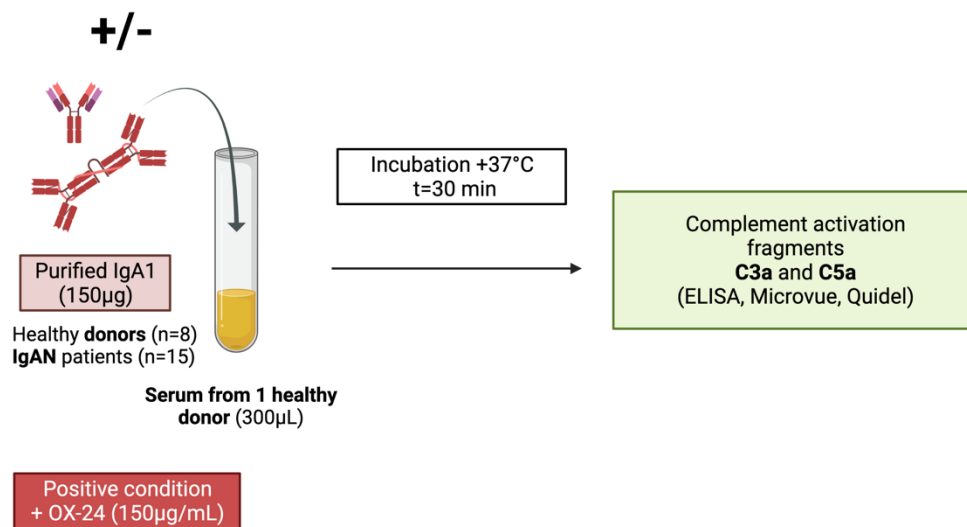 +/-
Purified IgA1
(150µg)
Healthy donors (n=8)
IgAN patients (n=15)
Serum from 1 healthy
donor (300µL)
Positive condition
+ OX-24 (150µg/mL)
Incubation +37°C
t=30 min
Complement activation
fragments
C3a and C5a
(ELISA, Microvue, Quidel)